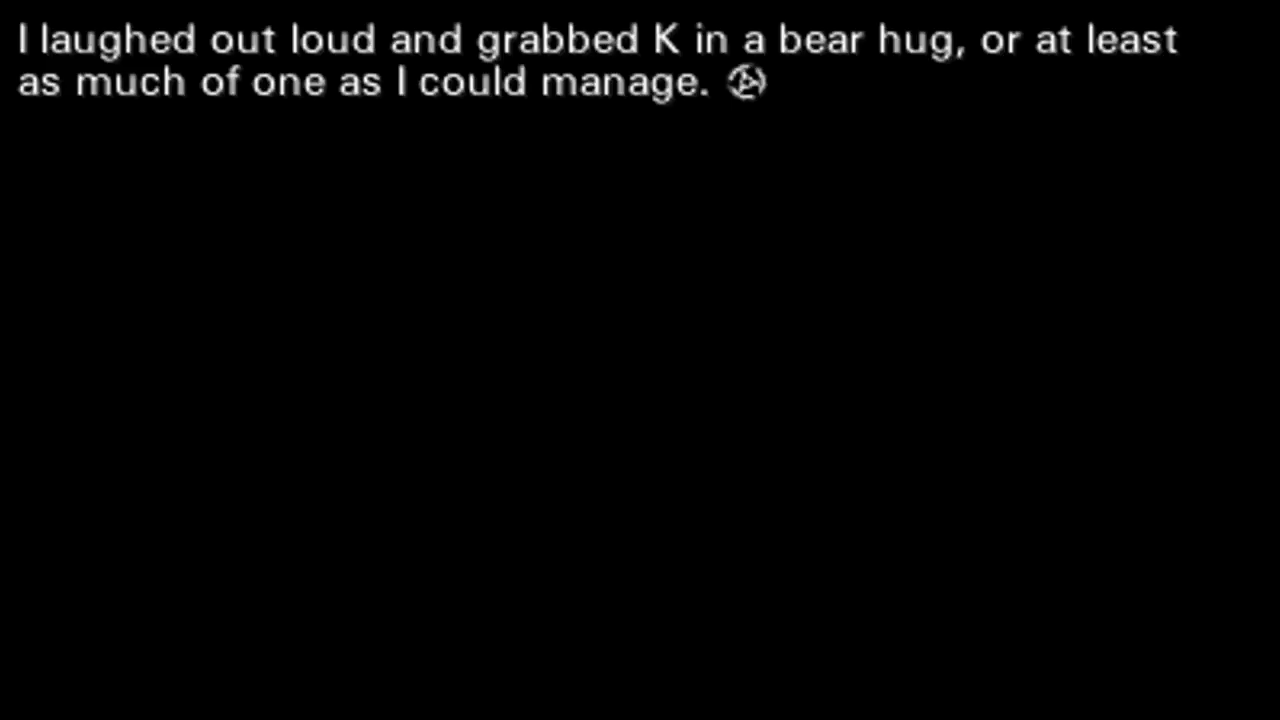 I laughed out loud and grabbed K in a bear hug, or at least
as much of one as I could manage.